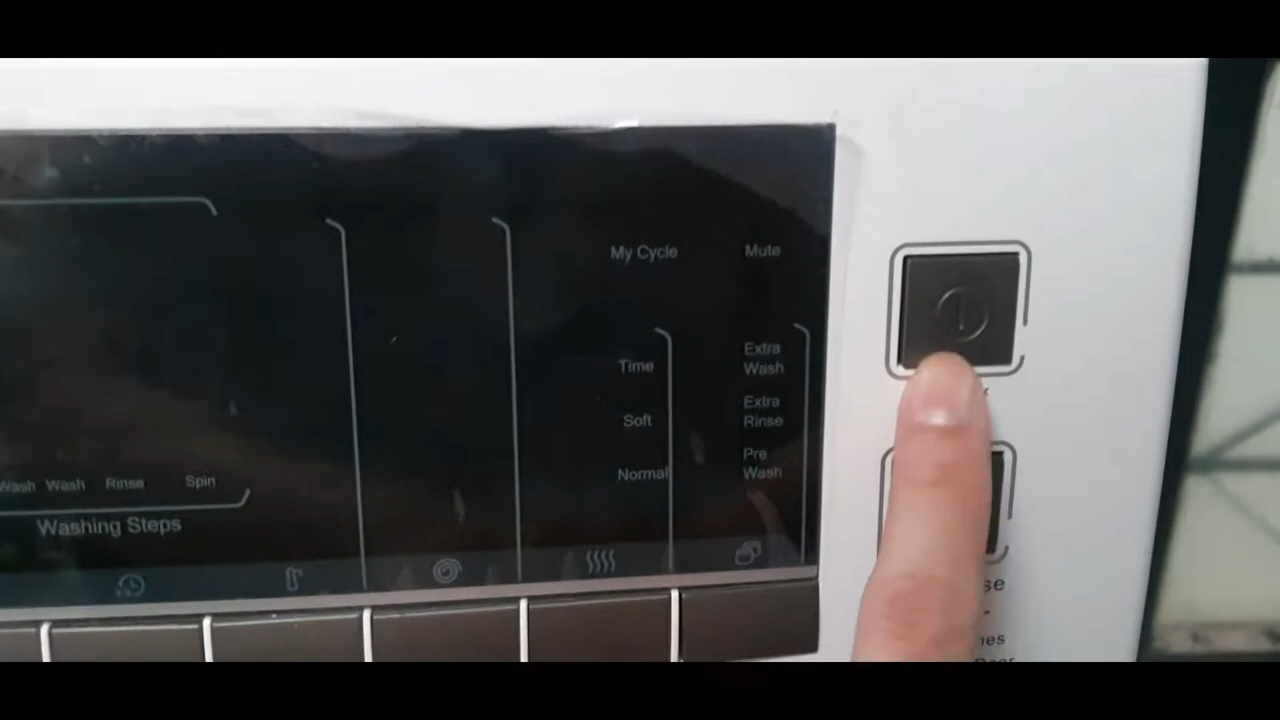 My Cycle
Mute
Time
Soft
Normal
Extra
Wash
Extra
Rinse
Pre
Wash
Wash Wash Rinse Spin
Washing Steps